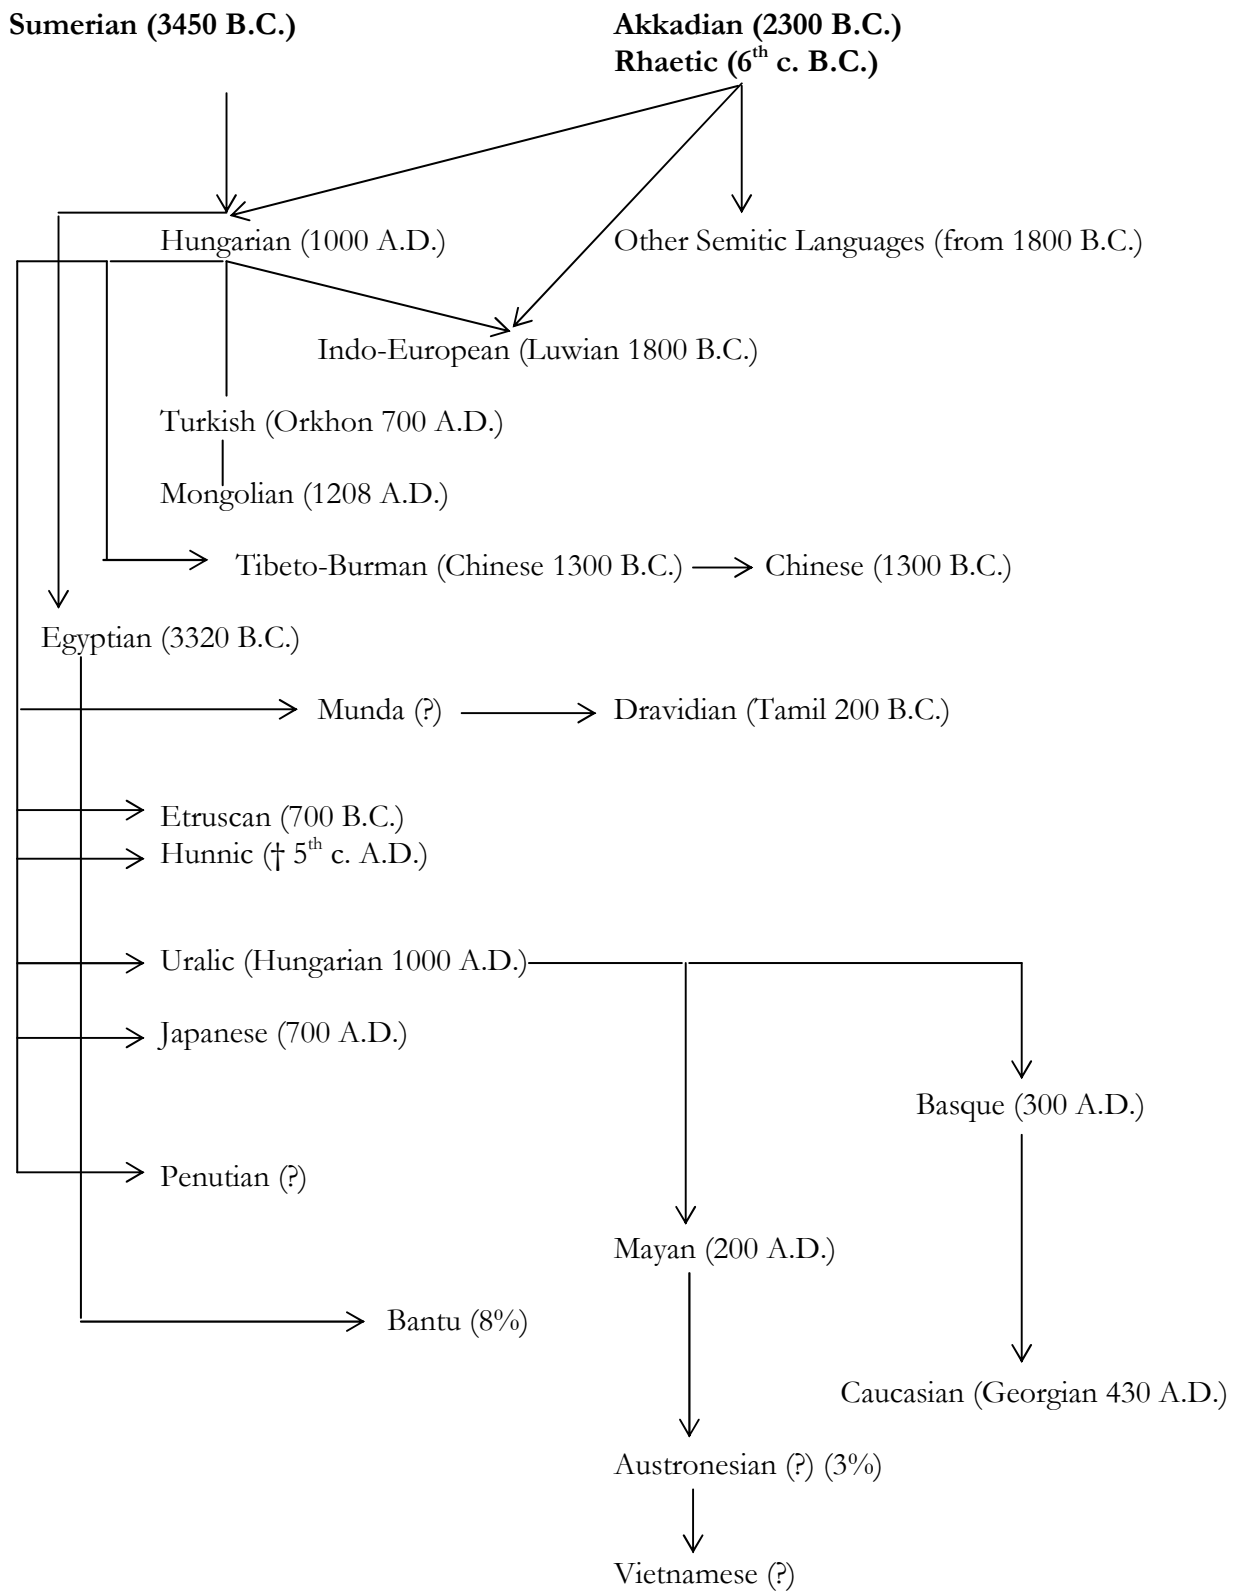 Sumerian (3450 B.C.)
Akkadian (2300 B.C.)
Rhaetic (6th c. B.C.)
Hungarian (1000 A.D.)
Other Semitic Languages (from 1800 B.C.)
Indo-European (Luwian 1800 B.C.)
Turkish (Orkhon 700 A.D.)
Mongolian (1208 A.D.)
Tibeto-Burman (Chinese 1300 B.C.)
Chinese (1300 B.C.)
Egyptian (3320 B.C.)
Munda (?)
Dravidian (Tamil 200 B.C.)
Etruscan (700 B.C.)
Hunnic († 5th c. A.D.)
Uralic (Hungarian 1000 A.D.)
Japanese (700 A.D.)
Basque (300 A.D.)
Penutian (?)
Mayan (200 A.D.)
Bantu (8%)
Caucasian (Georgian 430 A.D.)
Austronesian (?) (3%)
Vietnamese (?)